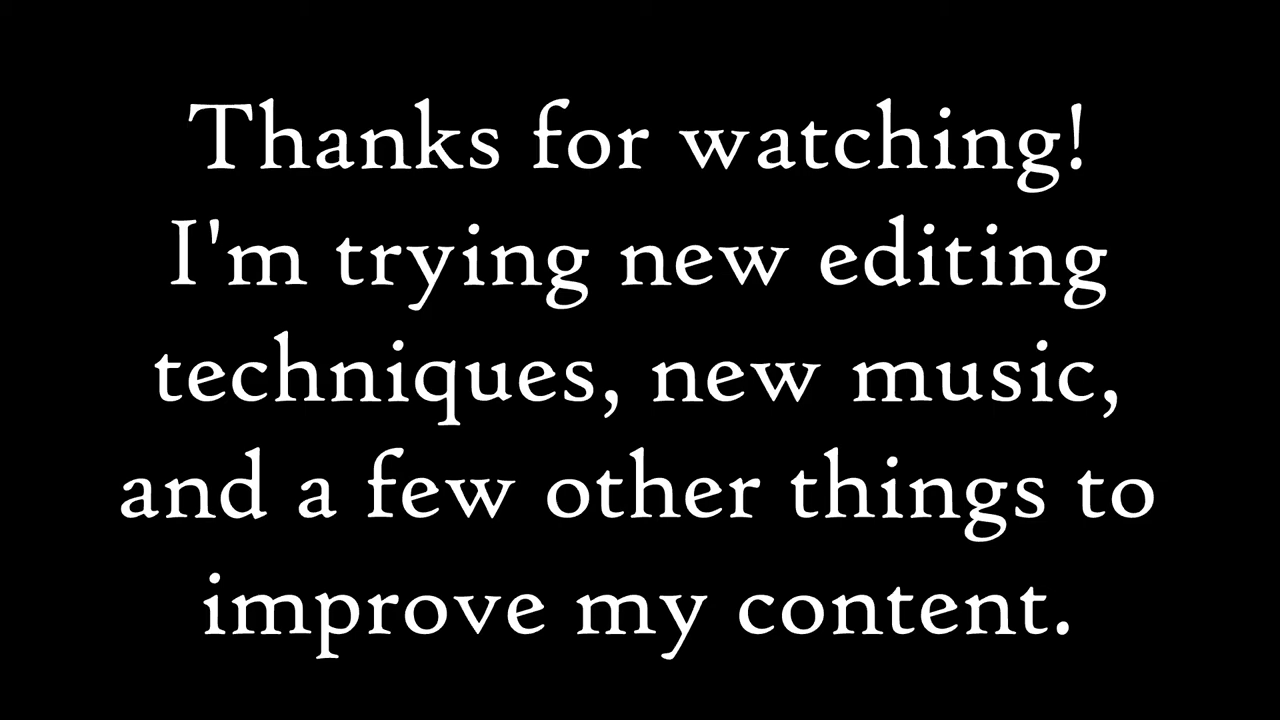 Thanks for watching!
I'm trying new editing
techniques, new music,
and a few other things to
improve my content.